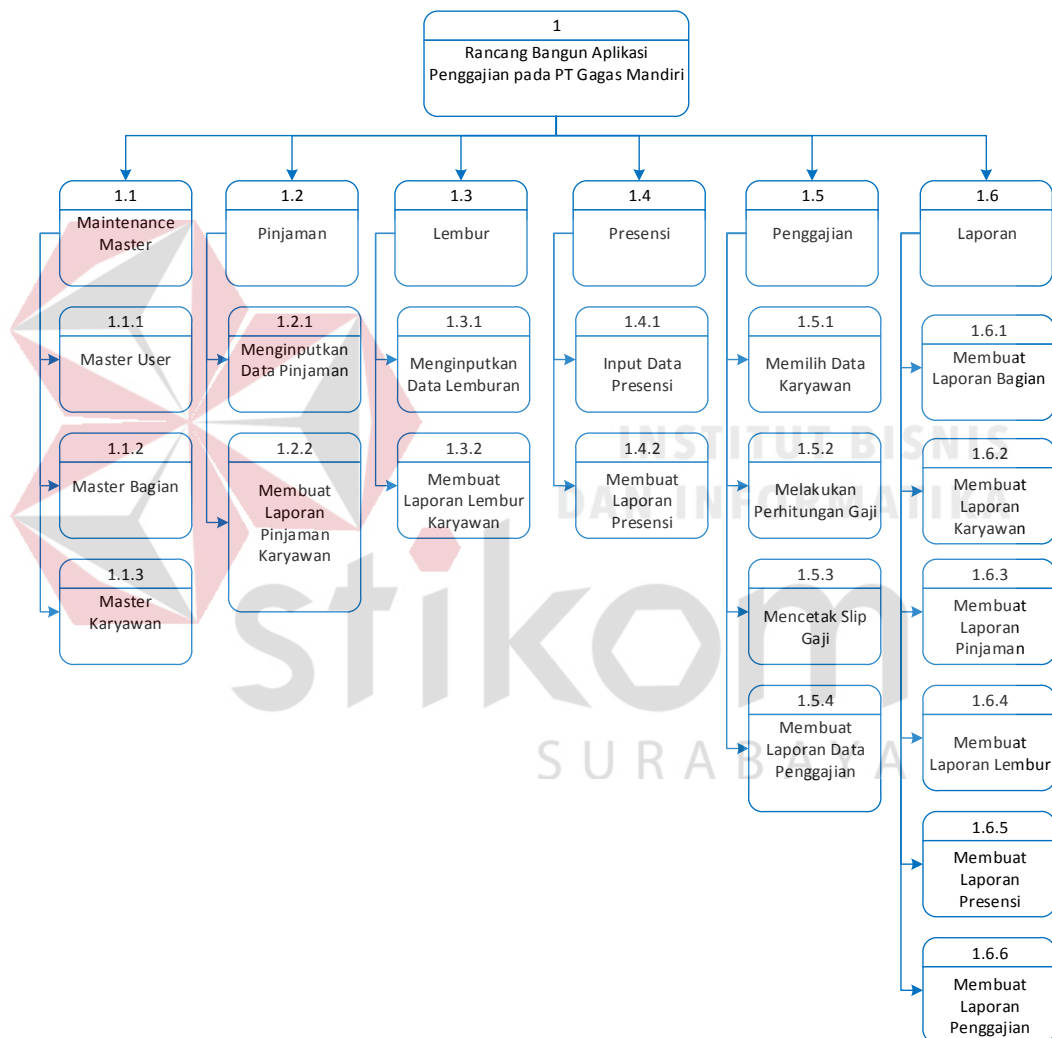 1
Rancang Bangun Aplikasi
Penggajian pada PT Gagas Mandiri
1.1
Maintenance
Master
1.2
Pinjaman
1.3
Lembur
1.4
Presensi
1.5
Penggajian
1.6
Laporan
1.1.1
Master User
1.1.2
Master Bagian
1.1.3
Master
Karyawan
1.2.1
Menginputkan
Data Pinjaman
1.2.2
Membuat
Laporan
Pinjaman
Karyawan
1.3.1
Menginputkan
Data Lemburan
1.3.2
Membuat
Laporan Lembur
Karyawan
1.4.1
Input Data
Presensi
1.4.2
Membuat
Laporan
Presensi
1.5.1
Memilih Data
Karyawan
1.5.2
Melakukan
Perhitungan Gaji
1.5.3
Mencetak Slip
Gaji
1.5.4
Membuat
Laporan Data
Penggajian
1.6.1
Membuat
Laporan Bagian
1.6.2
Membuat
Laporan
Karyawan
1.6.3
Membuat
Laporan
Pinjaman
1.6.4
Membuat
Laporan Lembur
1.6.5
Membuat
Laporan
Presensi
1.6.6
Membuat
Laporan
Penggajian
INSTITUT BISNIS
DAN INFORMATIKA
stikom
SURABAYA